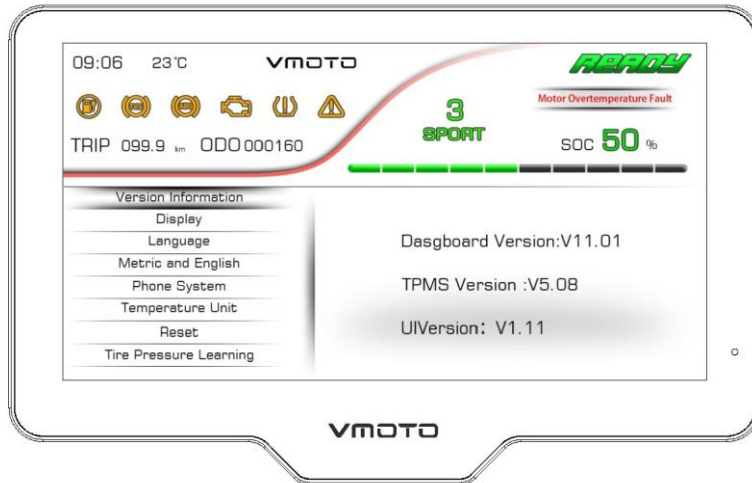 09:06 23°C VMOTO READY
Motor Overtemperature Fault
3
SPORT
TRIP 099.9 km ODO 000160
SOC 50 %
Version Information
Display
Language
Metric and English
Phone System
Temperature Unit
Reset
Tire Pressure Learning
Dasgboard Version:V11.01
TPMS Version :V5.08
UIVersion: V1.11
VMOTO